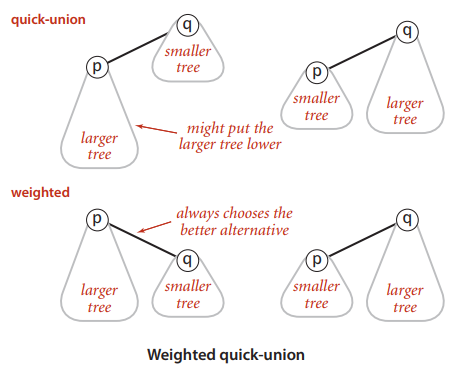 quick-union
q
smaller
tree
p
larger
tree
might put the
larger tree lower
q
p
smaller
tree
larger
tree
weighted
p
always chooses the
better alternative
q
larger
tree
smaller
tree
q
p
smaller
tree
larger
tree
Weighted quick-union